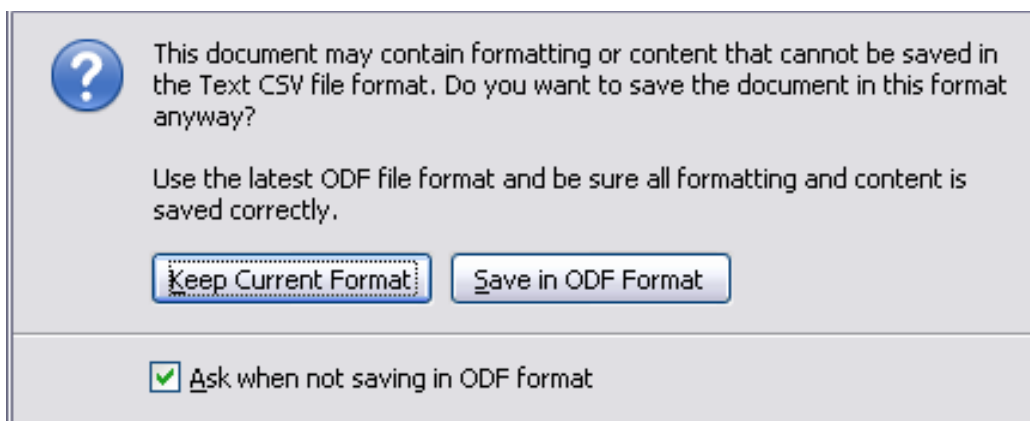 This document may contain formatting or content that cannot be saved in
the Text CSV file format. Do you want to save the document in this format
anyway?
Use the latest ODF file format and be sure all formatting and content is
saved correctly.
Keep Current Format
Save in ODF Format
Ask when not saving in ODF format